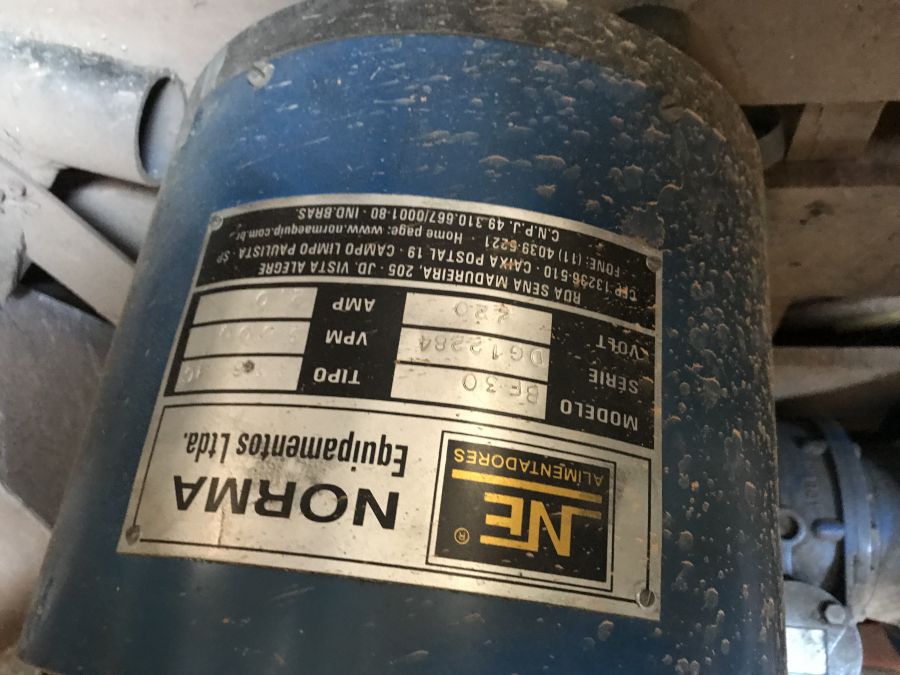 NE ®
ALIMENTADORES
NORMA
Equipamentos Ltda.
MODELO BF 30 TIPO
SÉRIE DG12284 VPM
VOLT 220 AMP
RUA SENA MADUREIRA, 205 - JD. VISTA ALEGRE
CEP 13236-510 - CAIXA POSTAL 19 - CAMPO LIMPO PAULISTA - SP
FONE: (11) 4039-6221 - Home page: www.normaequip.com.br
C.N.P.J. 49.310.667/0001-80 - IND.BRAS.